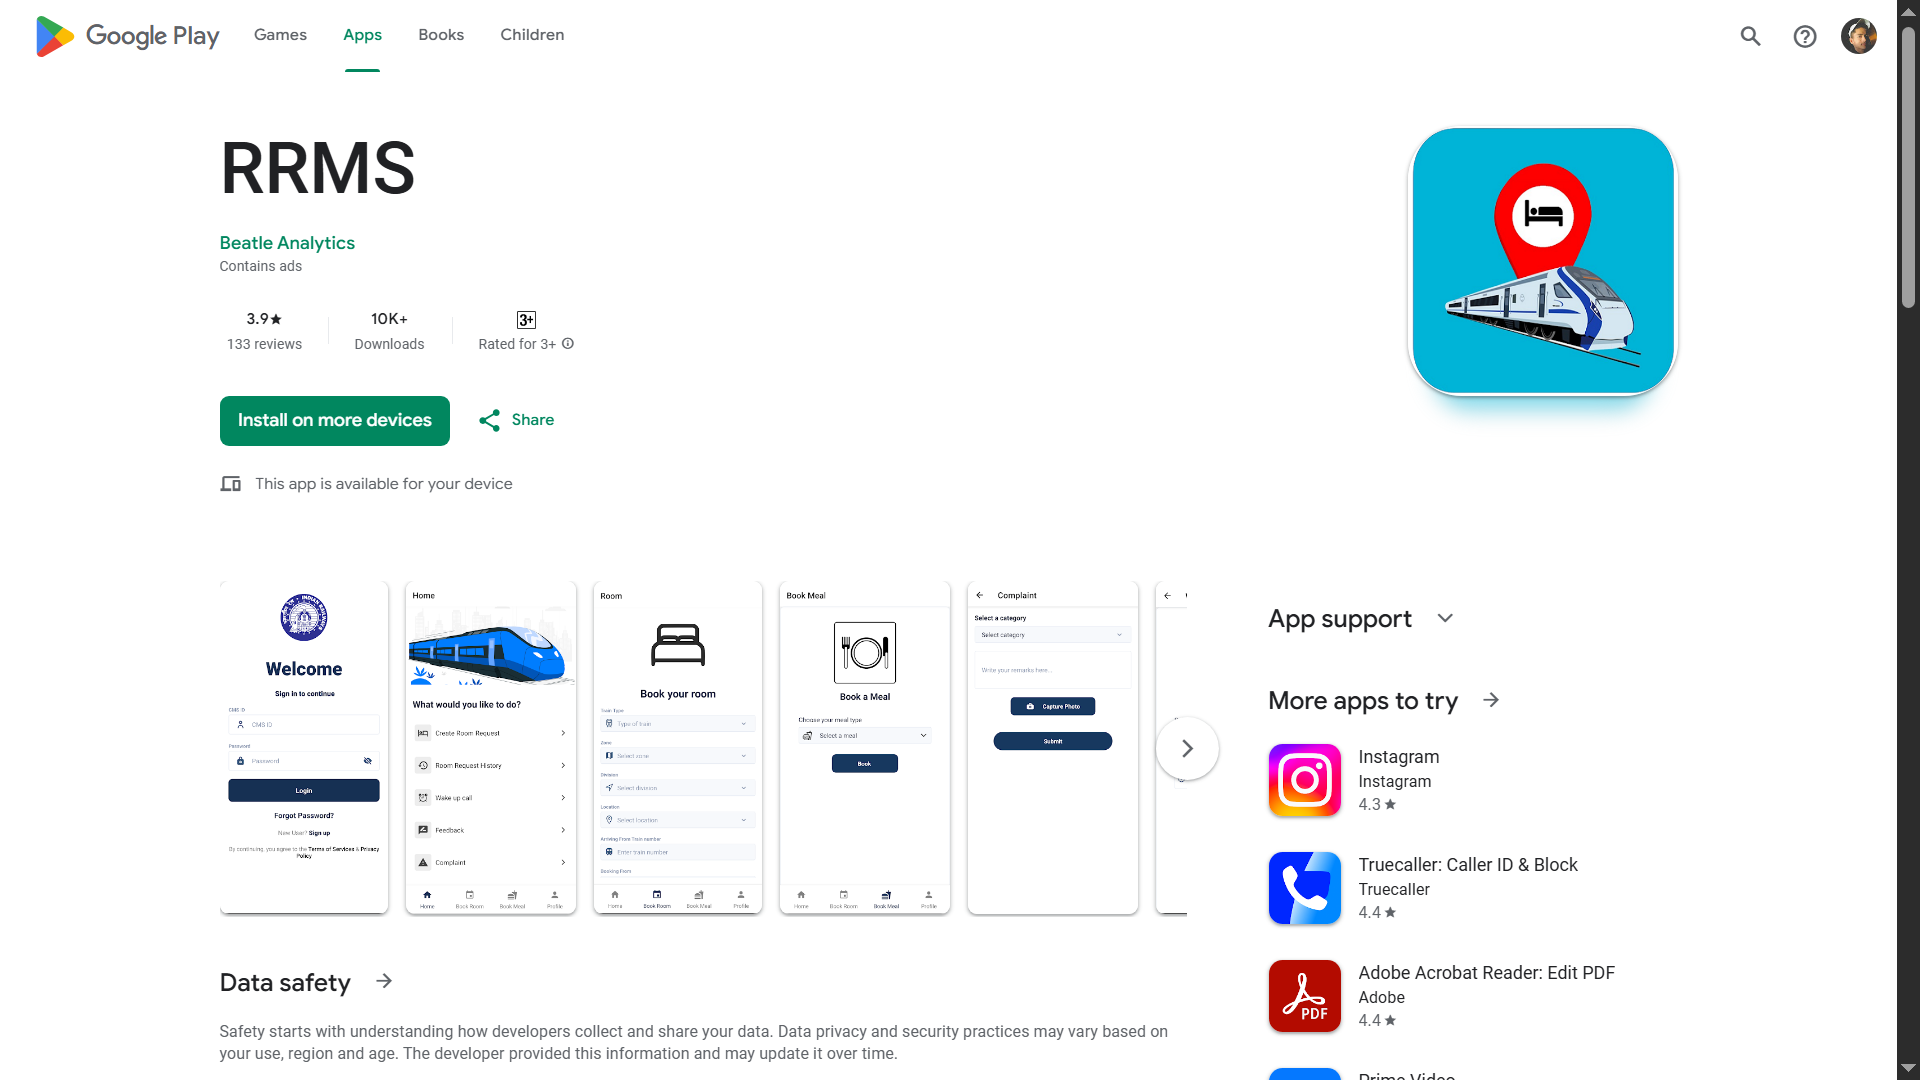 Google Play
Games
Apps
Books
Children
RRMS
Beatle Analytics
Contains ads
3.9★
133 reviews
10K+
Downloads
3+
Rated for 3+
Install on more devices
Share
This app is available for your device
Welcome
Sign in to continue
CMS ID
CMS ID
Password
Password
Login
Forgot Password?
New User? Sign up
By continuing, you agree to the Terms of Services & Privacy
Policy
Home
What would you like to do?
Create Room Request
Room Request History
Wake up call
Feedback
Complaint
Home
Book Room
Book Meal
Profile
Room
Book your room
Train Type
Type of train
Zone
Select zone
Division
Select division
Location
Select location
Arriving From Train number
Enter train number
Booking From
Home
Book Room
Book Meal
Profile
Book Meal
Book a Meal
Choose your meal type
Select a meal
Book
Home
Book Room
Book Meal
Profile
Complaint
Select a category
Select category
Write your remarks here...
Capture Photo
Submit
App support
More apps to try
Instagram
Instagram
4.3★
Truecaller: Caller ID & Block
Truecaller
4.4★
PDF
Adobe Acrobat Reader: Edit PDF
Adobe
4.4★
Prime Video
Data safety
Safety starts with understanding how developers collect and share your data. Data privacy and security practices may vary based on
your use, region and age. The developer provided this information and may update it over time.